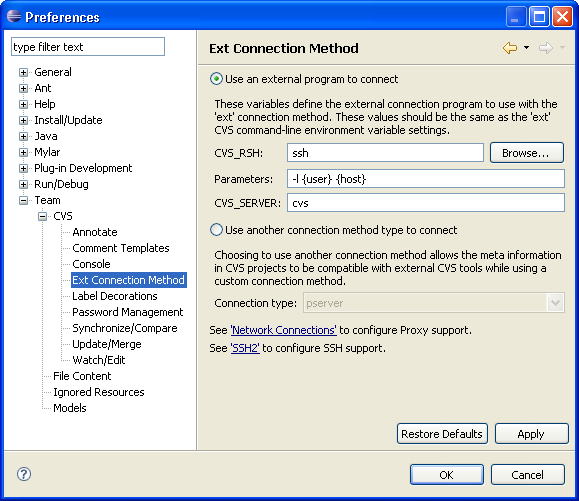 Preferences
type filter text
General
Ant
Help
Install/Update
Java
Mylar
Plug-in Development
Run/Debug
Team
CVS
Annotate
Comment Templates
Console
Ext Connection Method
Label Decorations
Password Management
Synchronize/Compare
Update/Merge
Watch/Edit
File Content
Ignored Resources
Models
Ext Connection Method
Use an external program to connect
These variables define the external connection program to use with the
'ext' connection method. These values should be the same as the 'ext'
CVS command-line environment variable settings.
CVS_RSH: ssh Browse...
Parameters: -l {user} {host}
CVS_SERVER: cvs
Use another connection method type to connect
Choosing to use another connection method allows the meta information
in CVS projects to be compatible with external CVS tools while using a
custom connection method.
Connection type: pserver
See 'Network Connections' to configure Proxy support.
See 'SSH2' to configure SSH support.
Restore Defaults Apply
? OK Cancel